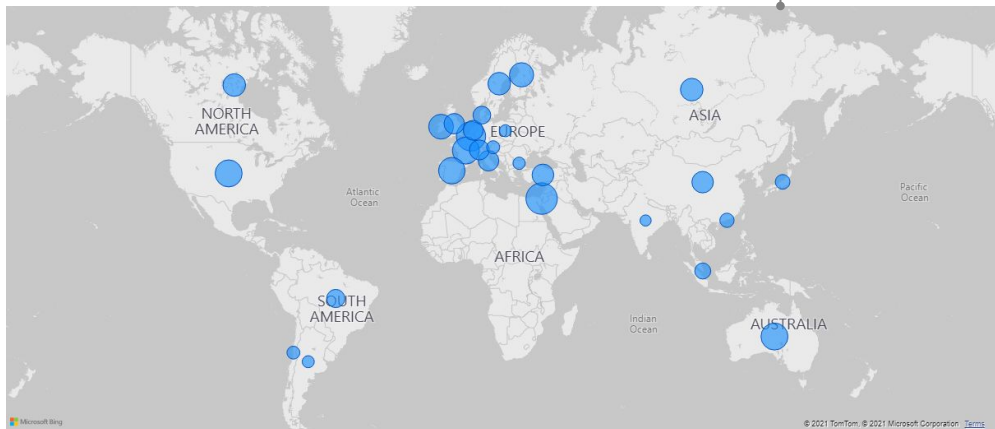 NORTH
AMERICA
EUROPE
ASIA
Atlantic
Ocean
Pacific
Ocean
AFRICA
SOUTH
AMERICA
Indian
Ocean
AUSTRALIA
Microsoft Bing
© 2021 TomTom, © 2021 Microsoft Corporation Terms